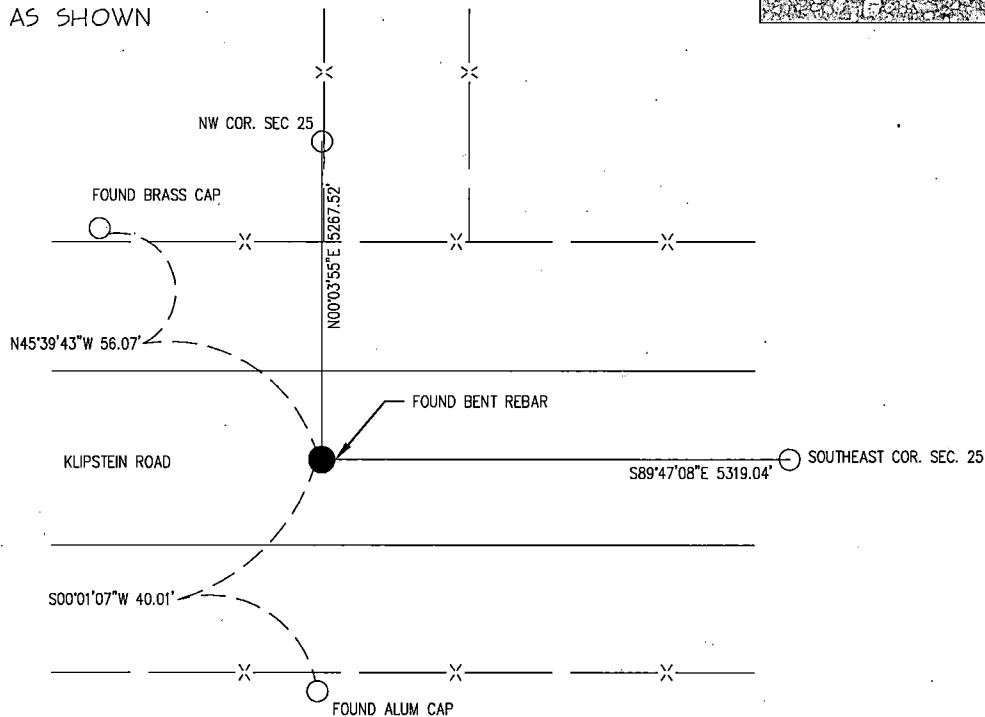 AS SHOWN
NW COR. SEC 25
FOUND BRASS CAP
N00°03'55"E 5267.52'
N45°39'43"W 56.07'
FOUND BENT REBAR
KLIPSTEIN ROAD
SOUTHEAST COR. SEC. 25
S89°47'08"E 5319.04'
S00°01'07"W 40.01'
FOUND ALUM CAP